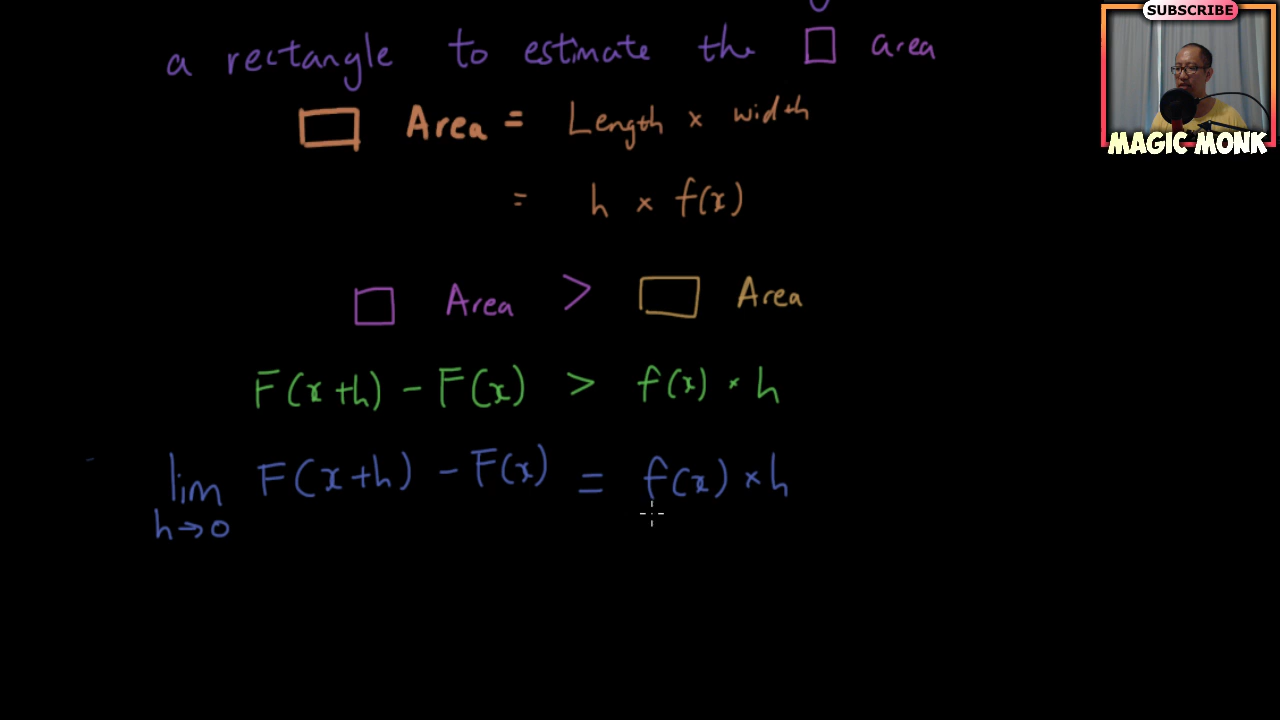 SUBSCRIBE
MAGIC MONK
a rectangle to estimate the □ area
▭ Area = Length × width
= h × f(x)
□ Area > ▭ Area
F(x+h) - F(x) > f(x) × h
lim F(x+h) - F(x) = f(x) × h
h→0